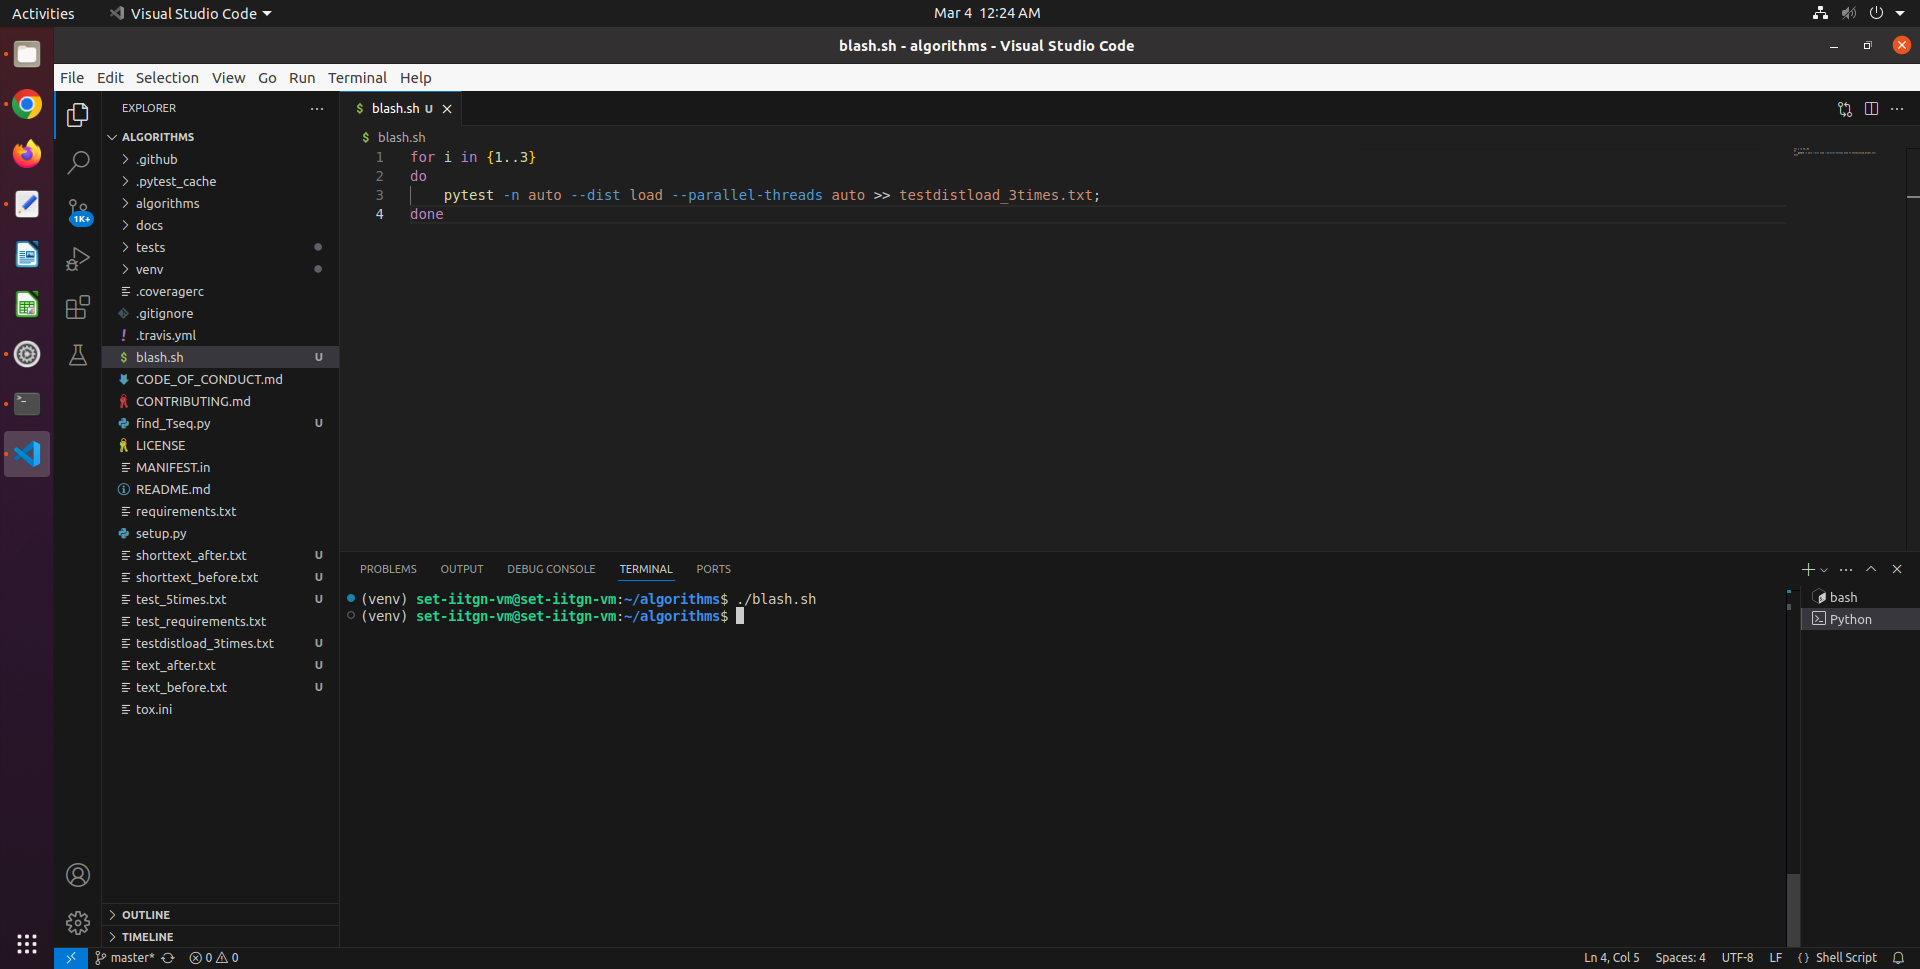 Activities
Visual Studio Code
Mar 4 12:24 AM
blash.sh - algorithms - Visual Studio Code
File Edit Selection View Go Run Terminal Help
EXPLORER
ALGORITHMS
.github
.pytest_cache
algorithms
docs
tests
venv
.coveragerc
.gitignore
.travis.yml
blash.sh U
CODE_OF_CONDUCT.md
CONTRIBUTING.md
find_Tseq.py U
LICENSE
MANIFEST.in
README.md
requirements.txt
setup.py
shorttext_after.txt U
shorttext_before.txt U
test_5times.txt U
test_requirements.txt
testdistload_3times.txt U
text_after.txt U
text_before.txt U
tox.ini
OUTLINE
TIMELINE
1K+
$ blash.sh U
$ blash.sh
1 for i in {1..3}
2 do
3 pytest -n auto --dist load --parallel-threads auto >> testdistload_3times.txt;
4 done
PROBLEMS OUTPUT DEBUG CONSOLE TERMINAL PORTS
(venv) set-iitgn-vm@set-iitgn-vm:~/algorithms$ ./blash.sh
(venv) set-iitgn-vm@set-iitgn-vm:~/algorithms$
bash
Python
master* 0 0
Ln 4, Col 5 Spaces: 4 UTF-8 LF {} Shell Script